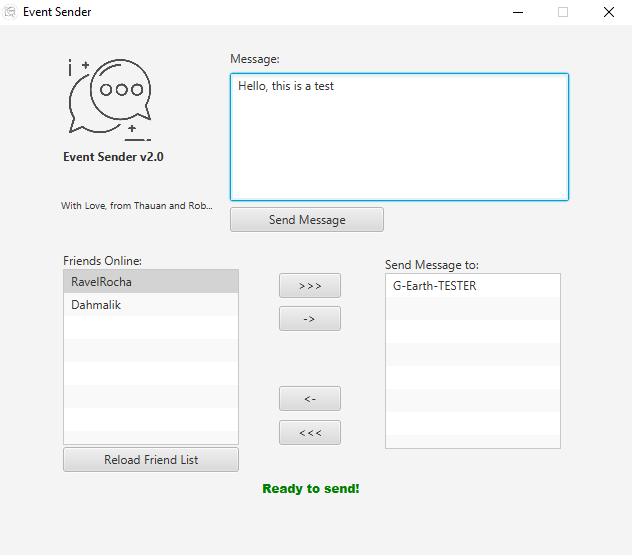 Event Sender
Message:
Hello, this is a test
Event Sender v2.0
With Love, from Thauan and Rob...
Send Message
Friends Online:
RavelRocha
Dahmalik
>>>
->
<-
<<<
Send Message to:
G-Earth-TESTER
Reload Friend List
Ready to send!